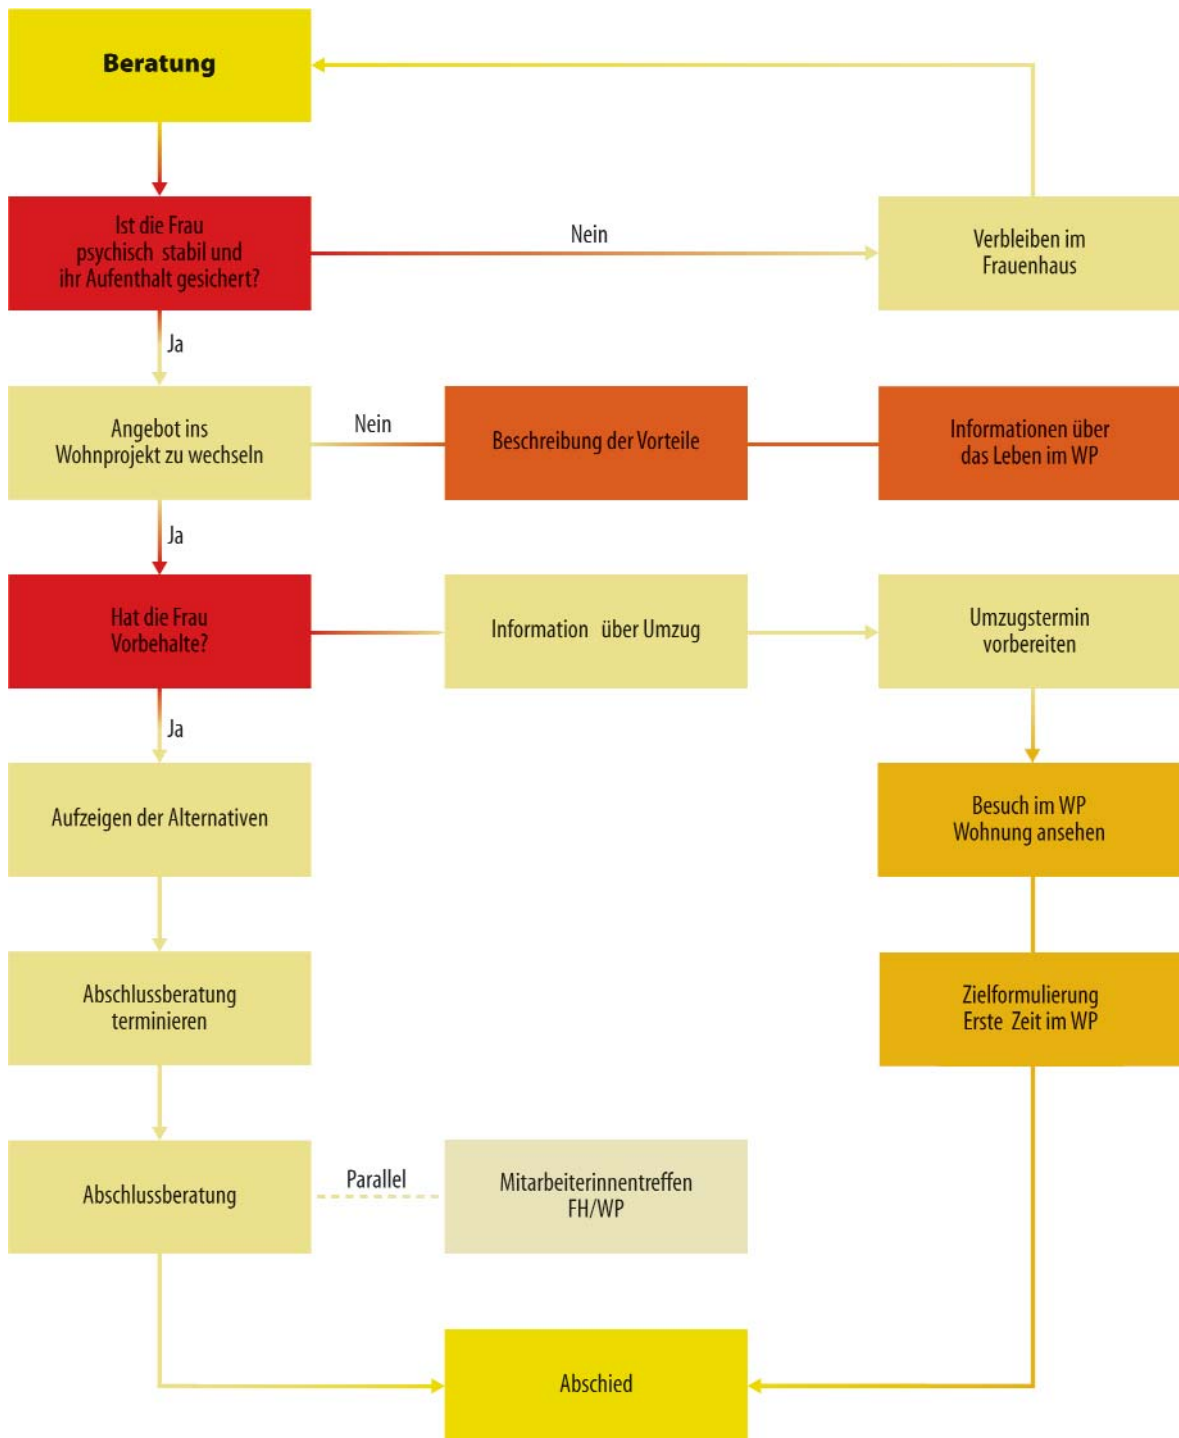 Beratung
Ist die Frau
psychisch stabil und
ihr Aufenthalt gesichert?
Nein
Verbleiben im
Frauenhaus
Ja
Angebot ins
Wohnprojekt zu wechseln
Nein
Beschreibung der Vorteile
Informationen über
das Leben im WP
Ja
Hat die Frau
Vorbehalte?
Information über Umzug
Umzugstermin
vorbereiten
Ja
Aufzeigen der Alternativen
Besuch im WP
Wohnung ansehen
Abschlussberatung
terminieren
Zielformulierung
Erste Zeit im WP
Abschlussberatung
Parallel
Mitarbeiterinnentreffen
FH/WP
Abschied